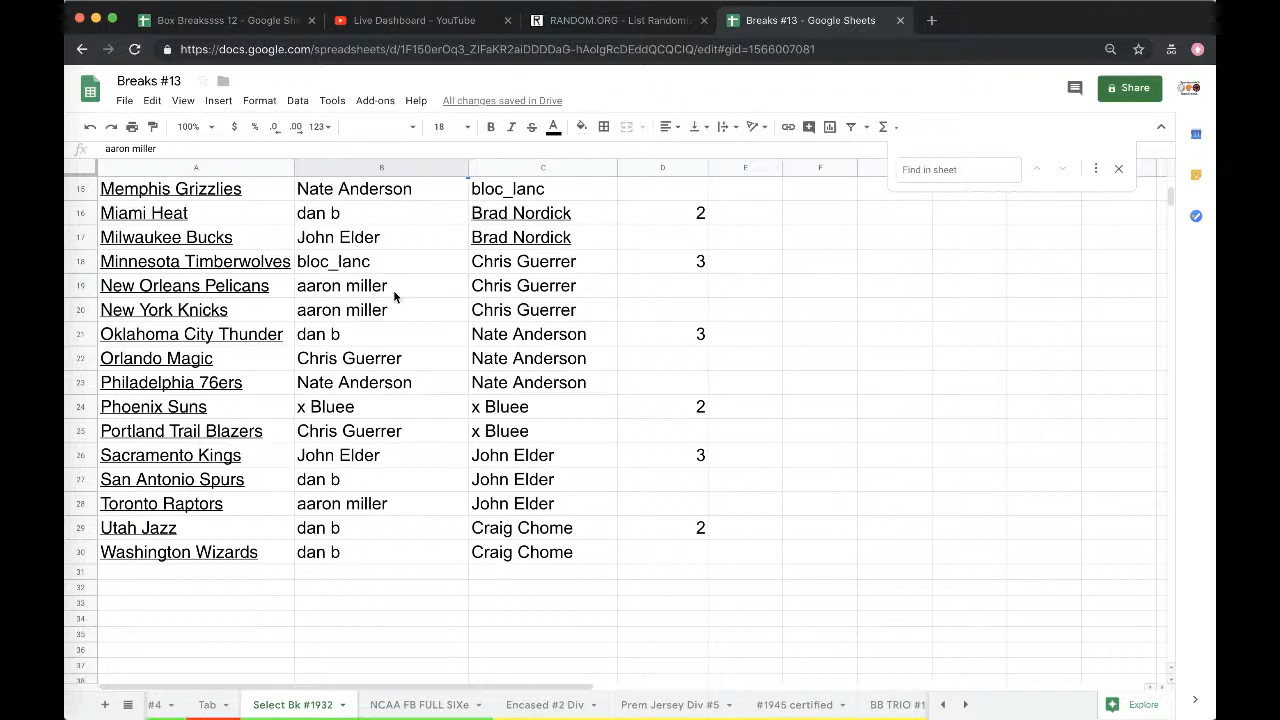 Box Breakssss 12 - Google Sh
Live Dashboard - YouTube
RANDOM.ORG - List Randomi
Breaks #13 - Google Sheets
https://docs.google.com/spreadsheets/d/1F150erOq3_ZIFaKR2aiDDDDaG-hAolgRcDEddQCQCIQ/edit#gid=1566007081
Breaks #13
File Edit View Insert Format Data Tools Add-ons Help All changes saved in Drive
Share
100% $ % .0 .00 123 18 B I S A
fx aaron miller
Find in sheet
A B C D E F
15 Memphis Grizzlies Nate Anderson bloc_lanc
16 Miami Heat dan b Brad Nordick 2
17 Milwaukee Bucks John Elder Brad Nordick
18 Minnesota Timberwolves bloc_lanc Chris Guerrer 3
19 New Orleans Pelicans aaron miller Chris Guerrer
20 New York Knicks aaron miller Chris Guerrer
21 Oklahoma City Thunder dan b Nate Anderson 3
22 Orlando Magic Chris Guerrer Nate Anderson
23 Philadelphia 76ers Nate Anderson Nate Anderson
24 Phoenix Suns x Bluee x Bluee 2
25 Portland Trail Blazers Chris Guerrer x Bluee
26 Sacramento Kings John Elder John Elder 3
27 San Antonio Spurs dan b John Elder
28 Toronto Raptors aaron miller John Elder
29 Utah Jazz dan b Craig Chome 2
30 Washington Wizards dan b Craig Chome
31
32
33
34
35
36
37
38
#4 Tab Select Bk #1932 NCAA FB FULL SIX Encased #2 Div Prem Jersey Div #5 #1945 certified BB TRIO #1 Explore